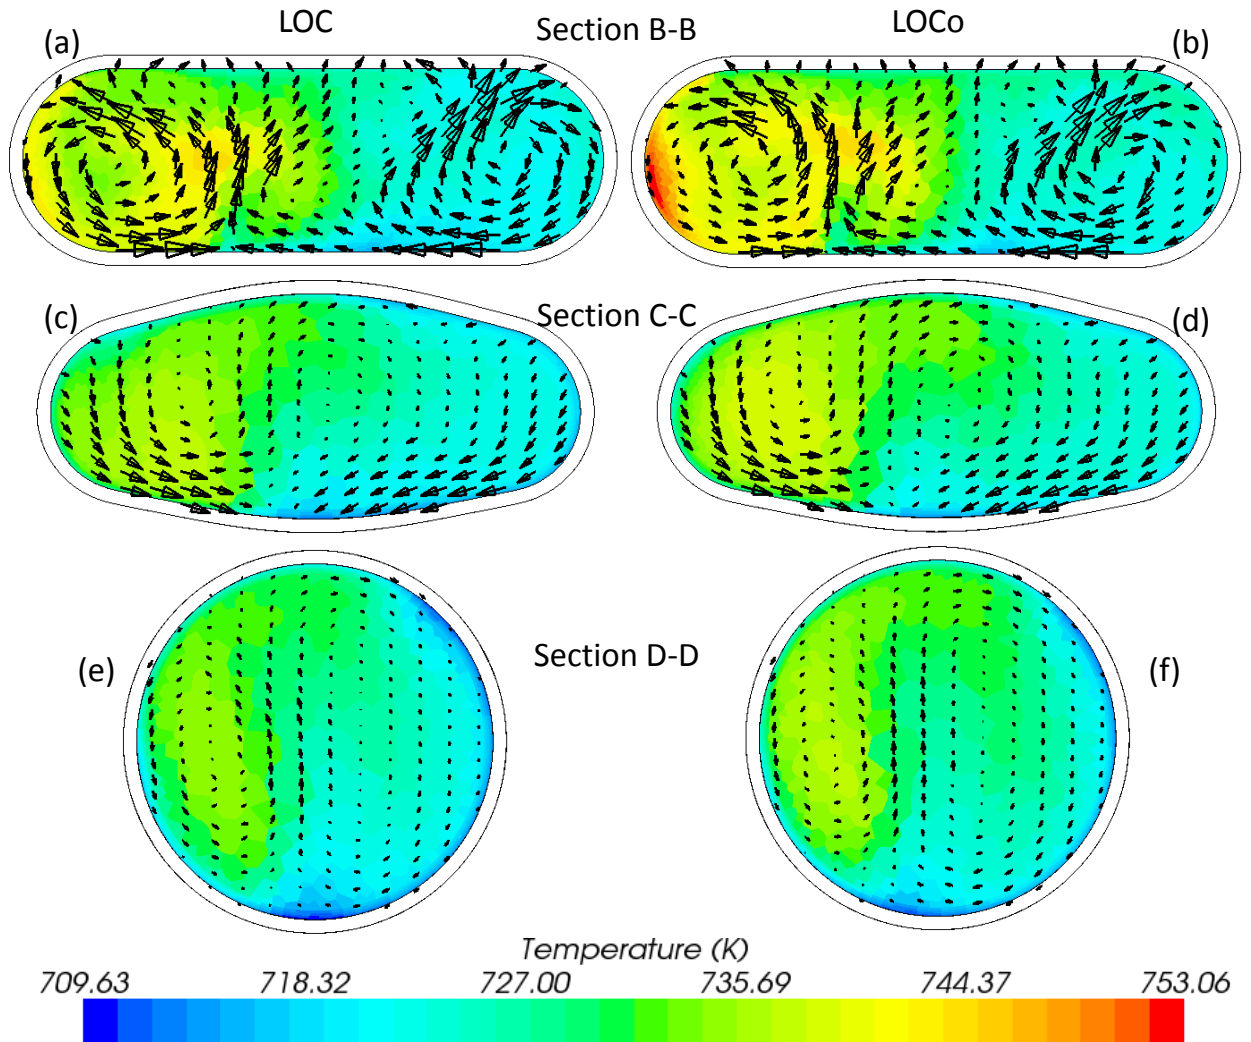 LOC
Section B-B
LOCo
(a)
(b)
(c)
Section C-C
(d)
(e)
Section D-D
(f)
Temperature (K)
709.63 718.32 727.00 735.69 744.37 753.06